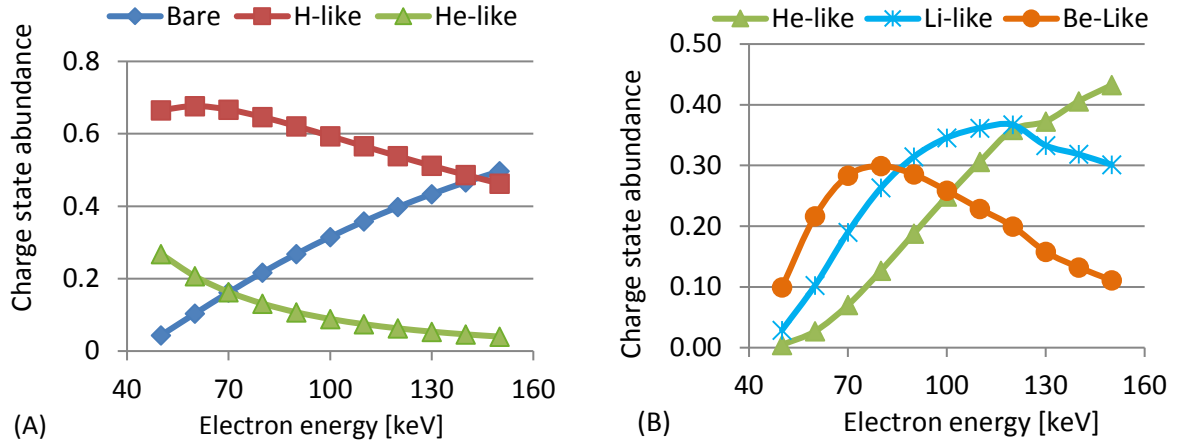 Bare H-like He-like
Charge state abundance
0.8
0.6
0.4
0.2
0
40 70 100 130 160
Electron energy [keV]
(A)
He-like Li-like Be-Like
Charge state abundance
0.50
0.40
0.30
0.20
0.10
0.00
40 70 100 130 160
Electron energy [keV]
(B)